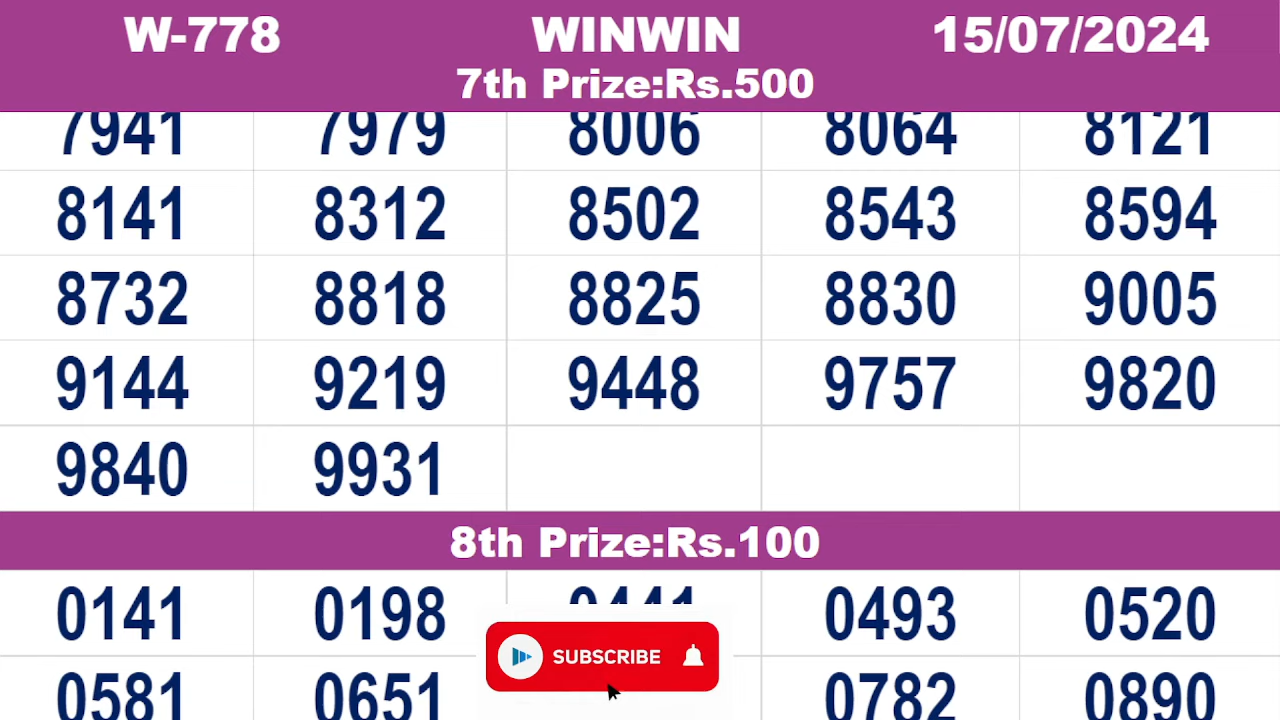 W-778 WINWIN 15/07/2024
7th Prize:Rs.500
7941 7979 8006 8064 8121
8141 8312 8502 8543 8594
8732 8818 8825 8830 9005
9144 9219 9448 9757 9820
9840 9931
8th Prize:Rs.100
0141 0198 0441 0493 0520
SUBSCRIBE
0581 0651 0782 0890